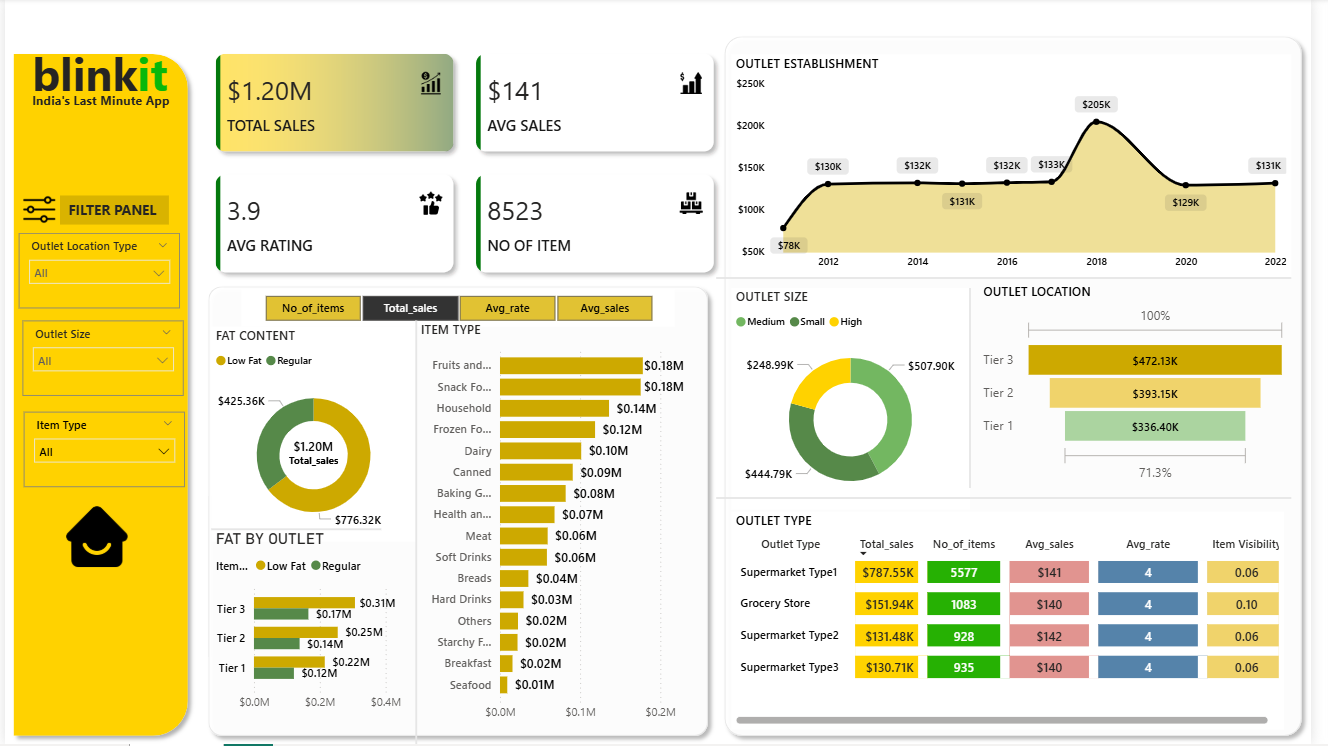 blinkit
India's Last Minute App
FILTER PANEL
Outlet Location Type
All
Outlet Size
All
Item Type
All
$1.20M
TOTAL SALES
$141
AVG SALES
3.9
AVG RATING
8523
NO OF ITEM
No_of_items
Total_sales
Avg_rate
Avg_sales
FAT CONTENT
Low Fat Regular
$425.36K
$1.20M
Total_sales
$776.32K
FAT BY OUTLET
Item... Low Fat Regular
Tier 3 $0.31M
$0.17M
Tier 2 $0.25M
$0.14M
Tier 1 $0.22M
$0.12M
$0.0M $0.2M $0.4M
ITEM TYPE
Fruits and... $0.18M
Snack Fo... $0.18M
Household $0.14M
Frozen Fo... $0.12M
Dairy $0.10M
Canned $0.09M
Baking G... $0.08M
Health an... $0.07M
Meat $0.06M
Soft Drinks $0.06M
Breads $0.04M
Hard Drinks $0.03M
Others $0.02M
Starchy F... $0.02M
Breakfast $0.02M
Seafood $0.01M
$0.0M $0.1M $0.2M
OUTLET ESTABLISHMENT
$250K
$200K
$150K
$100K
$50K
$78K
$130K
$132K
$131K
$132K
$133K
$205K
$129K
$131K
2012 2014 2016 2018 2020 2022
OUTLET SIZE
Medium Small High
$248.99K
$507.90K
$444.79K
OUTLET LOCATION
100%
Tier 3 $472.13K
Tier 2 $393.15K
Tier 1 $336.40K
71.3%
OUTLET TYPE
Outlet Type Total_sales No_of_items Avg_sales Avg_rate Item Visibility
Supermarket Type1 $787.55K 5577 $141 4 0.06
Grocery Store $151.94K 1083 $140 4 0.10
Supermarket Type2 $131.48K 928 $142 4 0.06
Supermarket Type3 $130.71K 935 $140 4 0.06